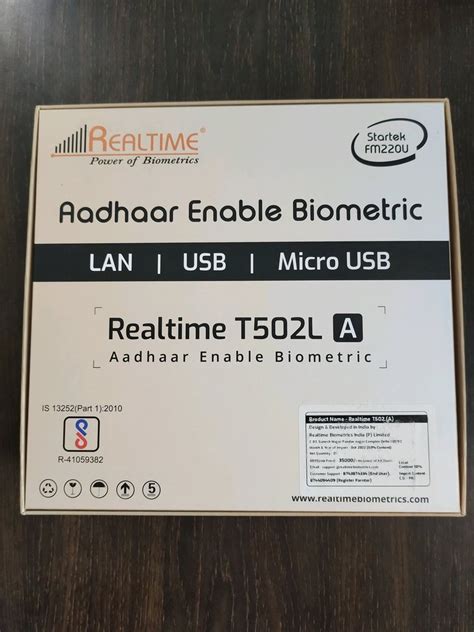 REALTIME®
Power of Biometrics
Startek
FM220U
Aadhaar Enable Biometric
LAN | USB | Micro USB
Realtime T502L A
Aadhaar Enable Biometric
IS 13252(Part 1):2010
R-41059382
5
Product Name - Realtime T502 (A)
Design & Developed in India by
Realtime Biometrics India (P) Limited
www.realtimebiometrics.com